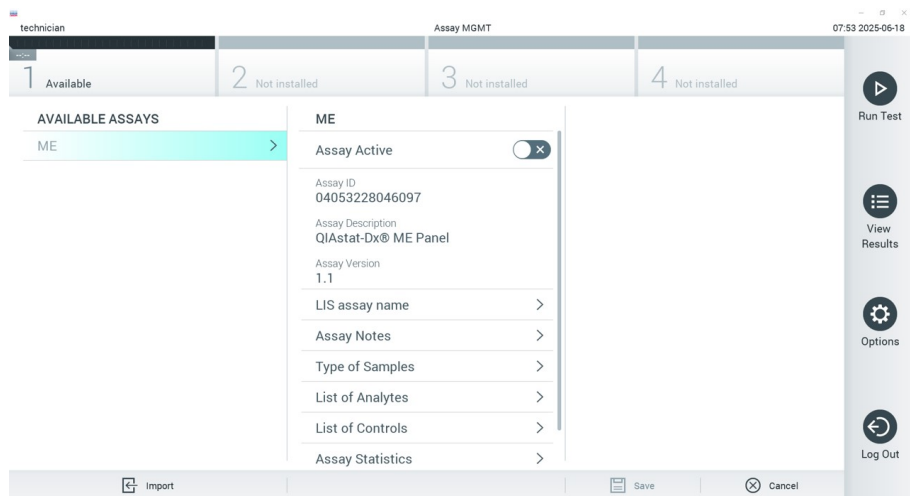 technician
Assay MGMT
07:53 2025-06-18
--:--
1 Available
2 Not installed
3 Not installed
4 Not installed
Run Test
AVAILABLE ASSAYS
ME
ME
Assay Active
Assay ID
04053228046097
Assay Description
QIAstat-Dx® ME Panel
Assay Version
1.1
LIS assay name
Assay Notes
Type of Samples
List of Analytes
List of Controls
Assay Statistics
View
Results
Options
Log Out
Import
Save
Cancel